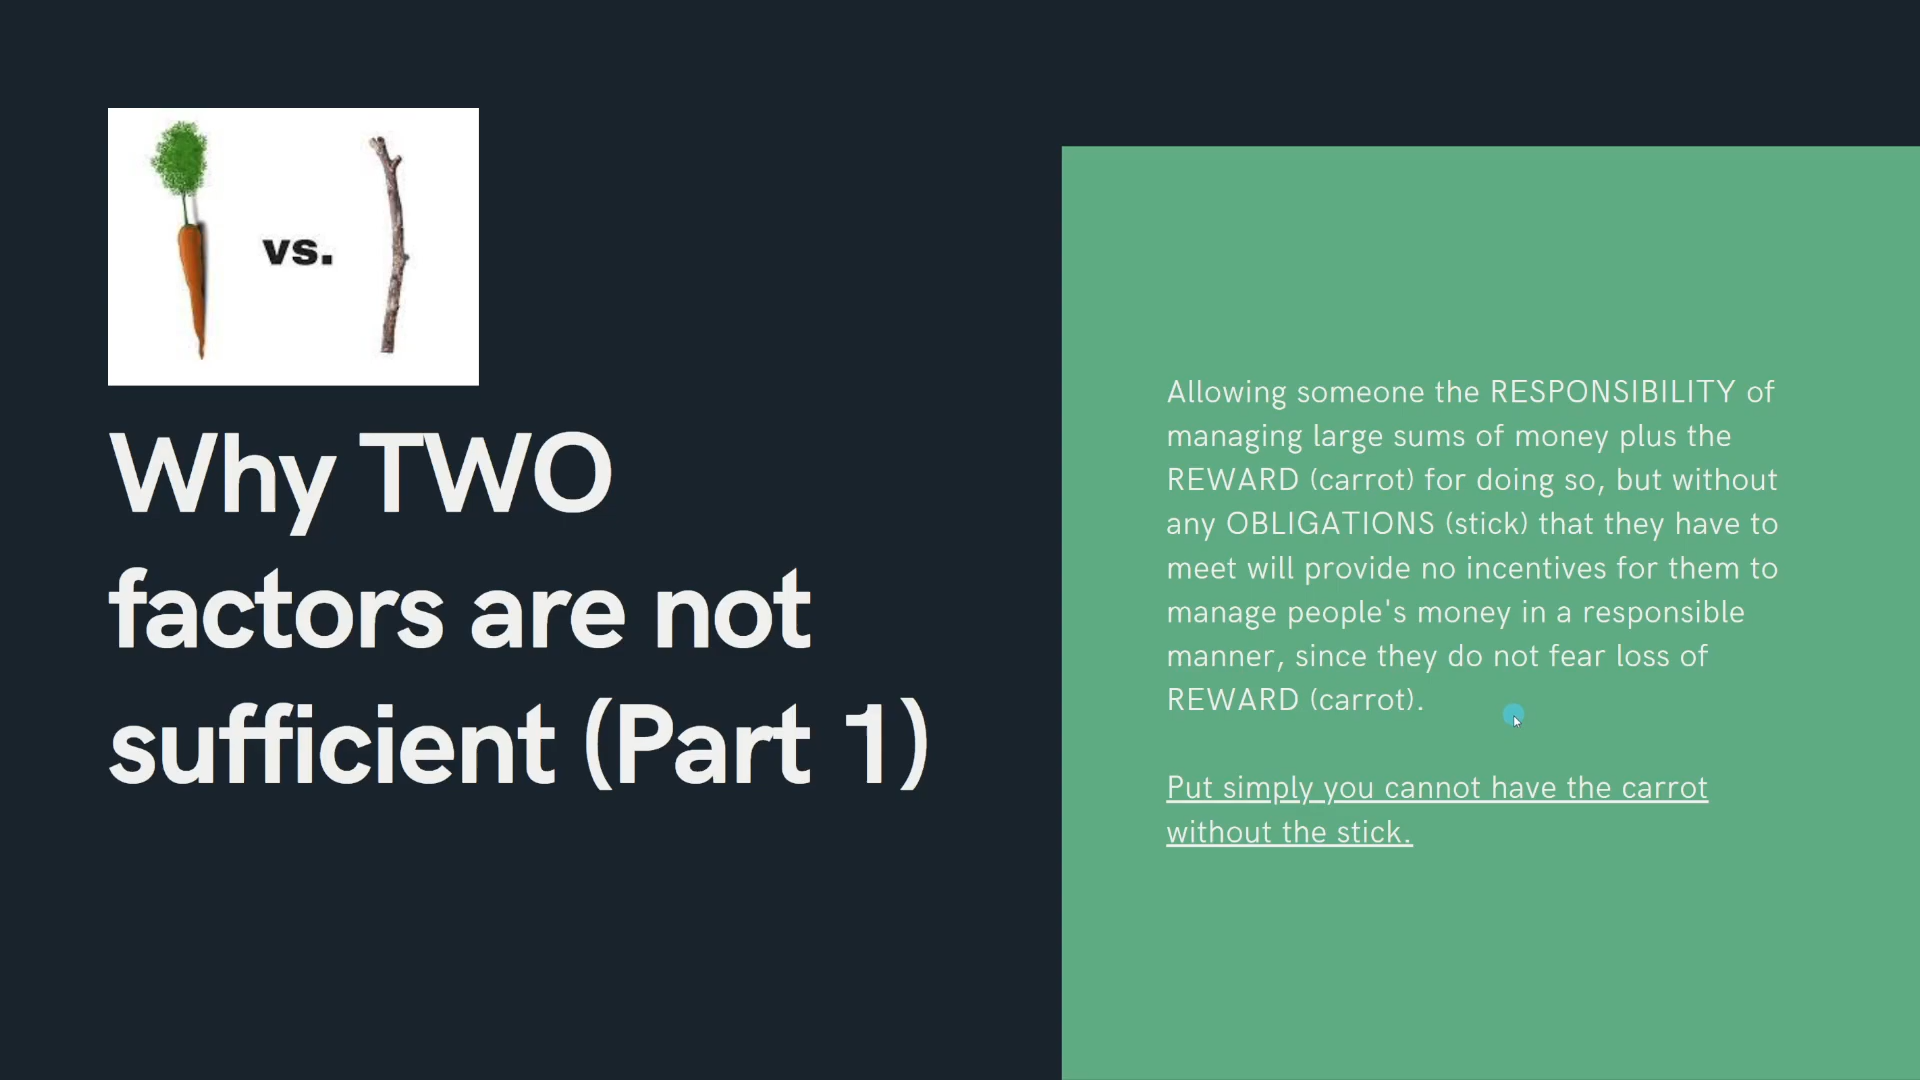 vs.
Why TWO
factors are not
sufficient (Part 1)
Allowing someone the RESPONSIBILITY of
managing large sums of money plus the
REWARD (carrot) for doing so, but without
any OBLIGATIONS (stick) that they have to
meet will provide no incentives for them to
manage people's money in a responsible
manner, since they do not fear loss of
REWARD (carrot).
Put simply you cannot have the carrot
without the stick.